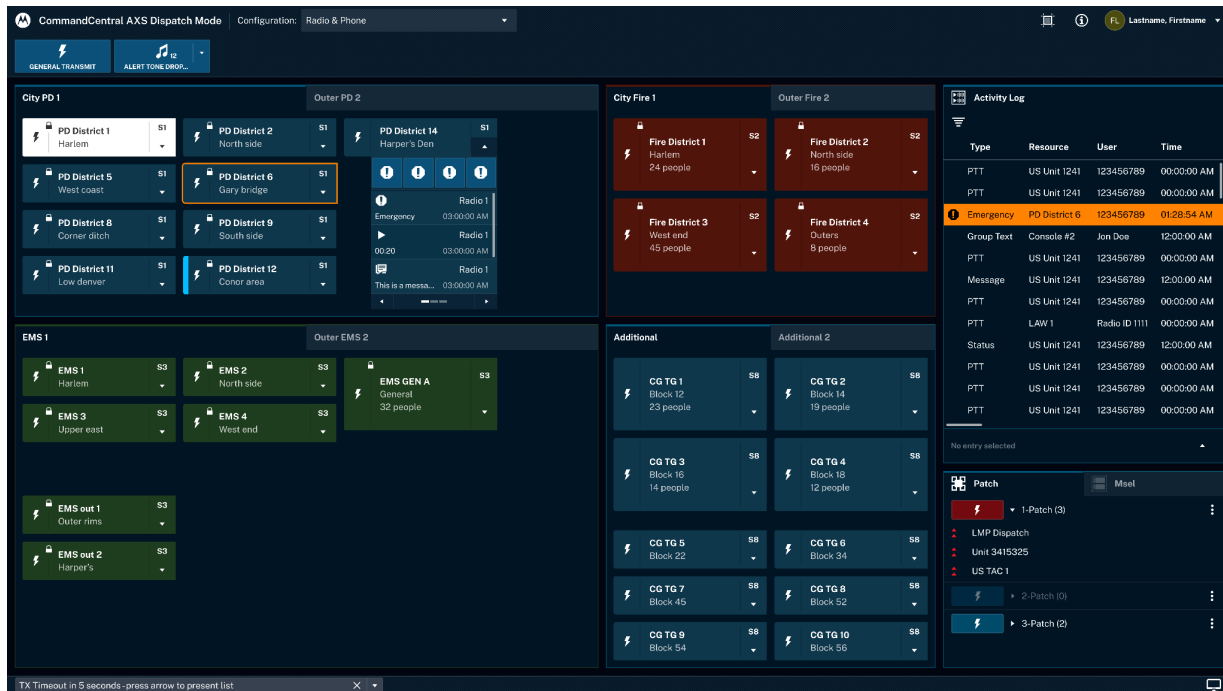 CommandCentral AXS Dispatch Mode
Configuration: Radio & Phone
FL Lastname, Firstname
GENERAL TRANSMIT
12
ALERT TONE DROP...
City PD 1
Outer PD 2
PD District 1 S1
Harlem
PD District 2 S1
North side
PD District 14 S1
Harper's Den
PD District 5 S1
West coast
PD District 6 S1
Gary bridge
PD District 8 S1
Corner ditch
PD District 9 S1
South side
PD District 11 S1
Low denver
PD District 12 S1
Conor area
Radio 1
Emergency 03:00:00 AM
Radio 1
00:20 03:00:00 AM
Radio 1
This is a messa... 03:00:00 AM
City Fire 1
Outer Fire 2
Fire District 1 S2
Harlem
24 people
Fire District 2 S2
North side
16 people
Fire District 3 S2
West end
45 people
Fire District 4 S2
Outers
8 people
EMS 1
Outer EMS 2
EMS 1 S3
Harlem
EMS 2 S3
North side
EMS GEN A S3
General
32 people
EMS 3 S3
Upper east
EMS 4 S3
West end
EMS out 1 S3
Outer rims
EMS out 2 S3
Harper's
Additional
Additional 2
CG TG 1 S8
Block 12
23 people
CG TG 2 S8
Block 14
19 people
CG TG 3 S8
Block 16
14 people
CG TG 4 S8
Block 18
12 people
CG TG 5 S8
Block 22
CG TG 6 S8
Block 34
CG TG 7 S8
Block 45
CG TG 8 S8
Block 52
CG TG 9 S8
Block 54
CG TG 10 S8
Block 56
Activity Log
Type Resource User Time
PTT US Unit 1241 123456789 00:00:00 AM
PTT US Unit 1241 123456789 00:00:00 AM
Emergency PD District 6 123456789 01:28:54 AM
Group Text Console #2 Jon Doe 12:00:00 AM
PTT US Unit 1241 123456789 00:00:00 AM
Message US Unit 1241 123456789 12:00:00 AM
PTT US Unit 1241 123456789 00:00:00 AM
PTT LAW 1 Radio ID 1111 00:00:00 AM
Status US Unit 1241 123456789 12:00:00 AM
PTT US Unit 1241 123456789 00:00:00 AM
PTT US Unit 1241 123456789 00:00:00 AM
PTT US Unit 1241 123456789 00:00:00 AM
No entry selected
Patch
Msel
1-Patch (3)
LMP Dispatch
Unit 3415325
US TAC 1
2-Patch (0)
3-Patch (2)
TX Timeout in 5 seconds - press arrow to present list